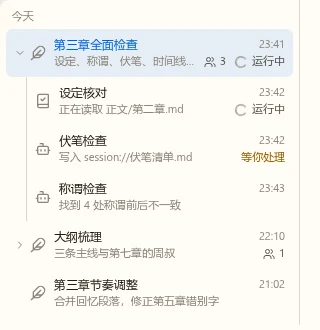 今天
第三章全面检查 23:41
设定、称谓、伏笔、时间线... 3 运行中
设定核对 23:42
正在读取 正文/第二章.md 运行中
伏笔检查 23:42
写入 session://伏笔清单.md 等你处理
称谓检查 23:43
找到 4 处称谓前后不一致
大纲梳理 22:10
三条主线与第七章的周叔 1
第三章节奏调整 21:02
合并回忆段落，修正第五章错别字